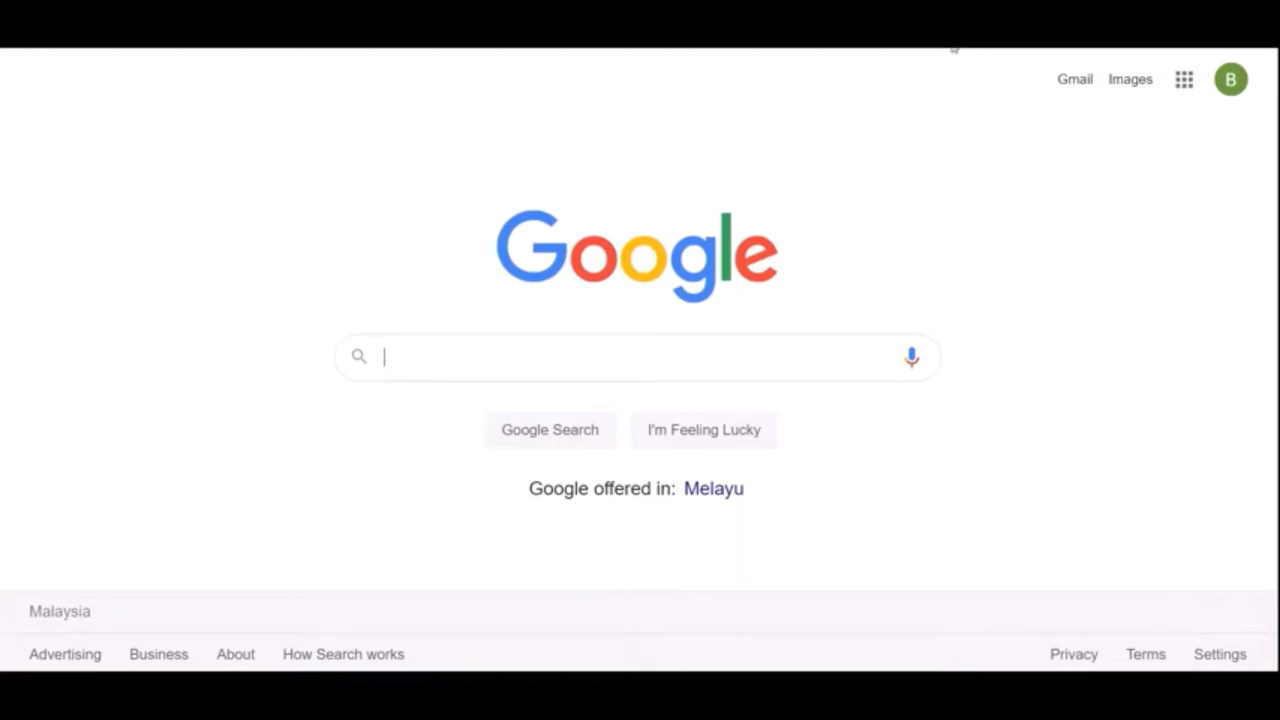 Gmail Images B
Google
Google Search I'm Feeling Lucky
Google offered in: Melayu
Malaysia
Advertising Business About How Search works Privacy Terms Settings